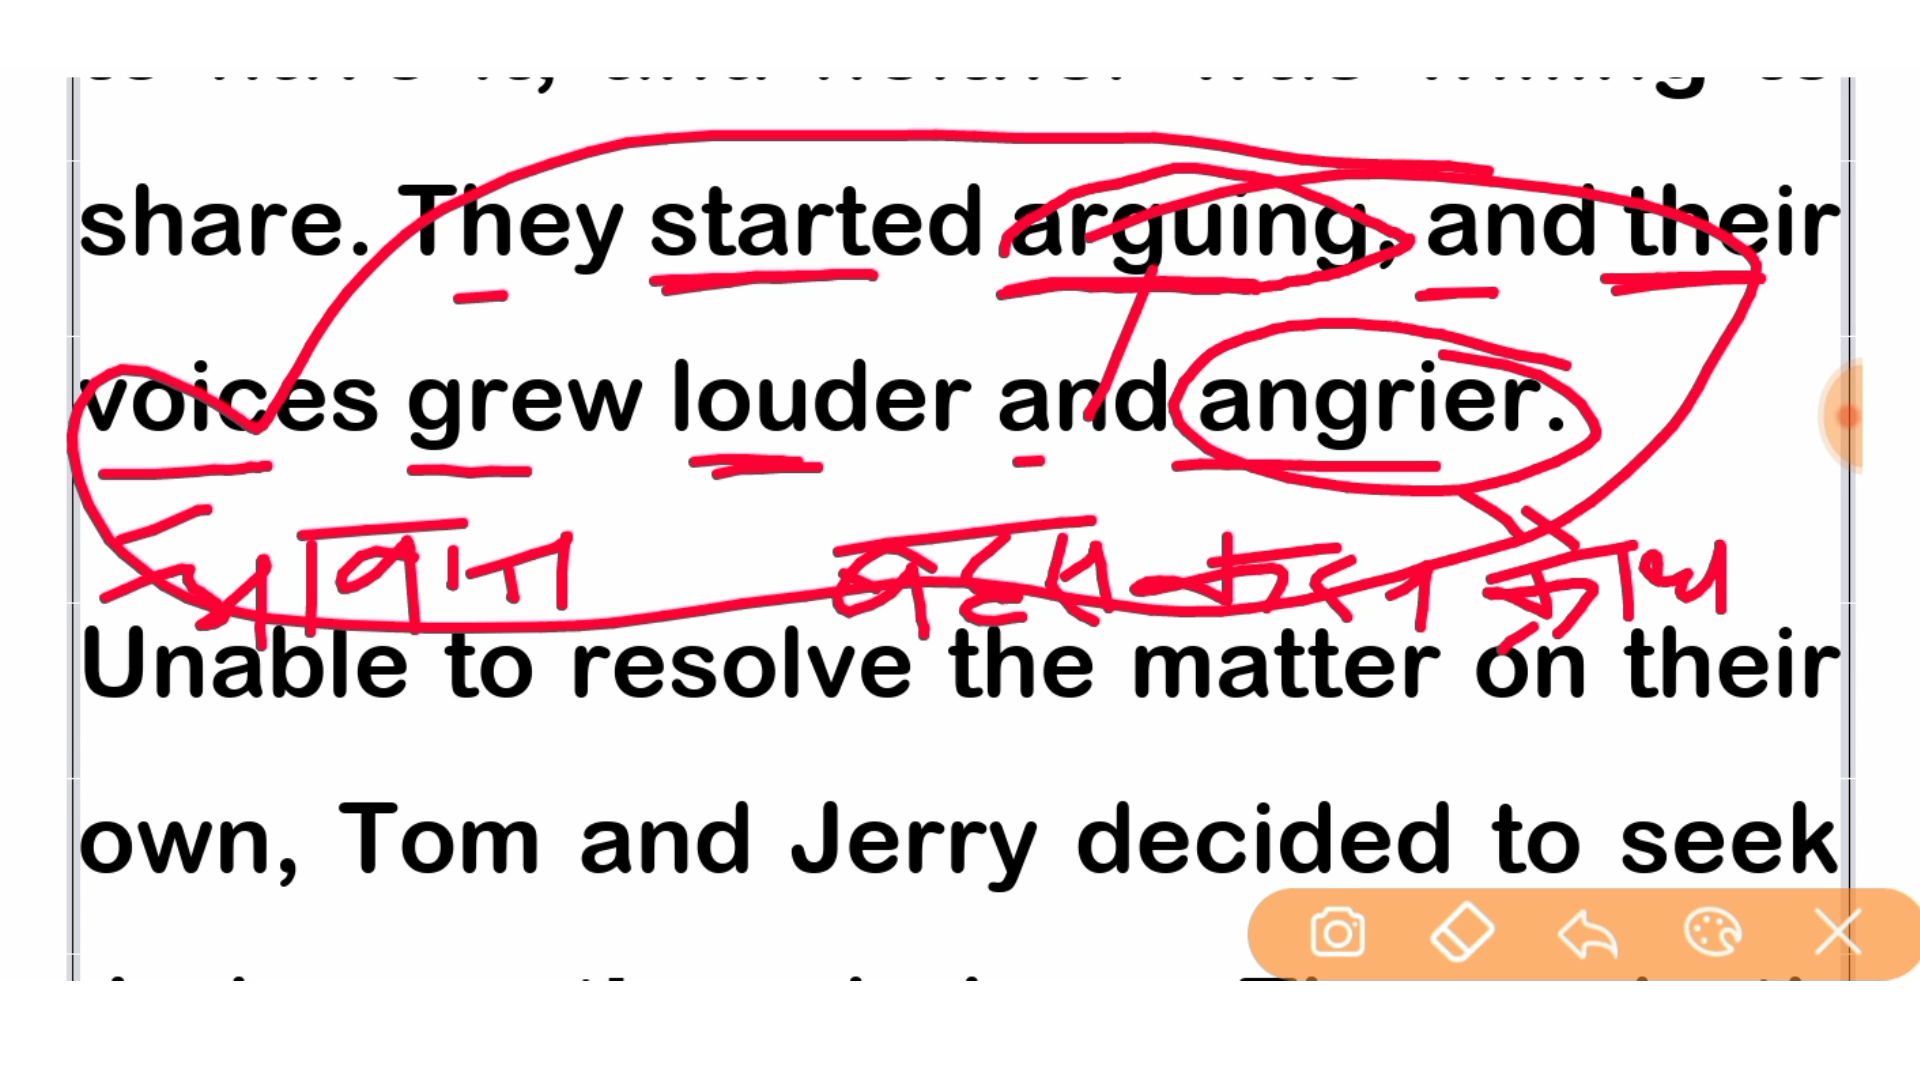 share. They started arguing, and their
voices grew louder and angrier.
क्रोध
Unable to resolve the matter on their
own, Tom and Jerry decided to seek